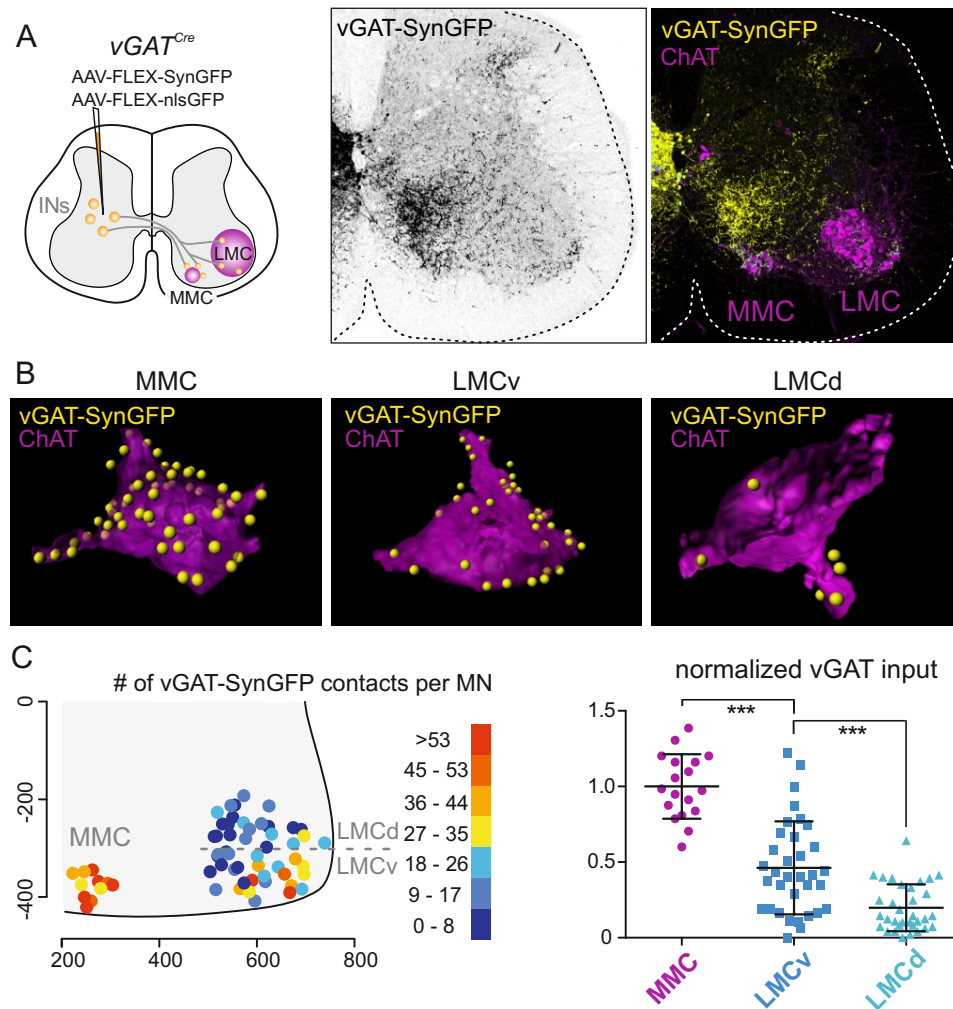 A
vGAT^Cre
AAV-FLEX-SynGFP
AAV-FLEX-nlsGFP
INs
LMC
MMC
vGAT-SynGFP
vGAT-SynGFP
ChAT
MMC
LMC
B
MMC
LMCv
LMCd
vGAT-SynGFP
ChAT
vGAT-SynGFP
ChAT
vGAT-SynGFP
ChAT
C
# of vGAT-SynGFP contacts per MN
0
-200
-400
200
400
600
800
MMC
LMCd
LMCv
>53
45 - 53
36 - 44
27 - 35
18 - 26
9 - 17
0 - 8
normalized vGAT input
1.5
1.0
0.5
0
***
***
MMC
LMCv
LMCd